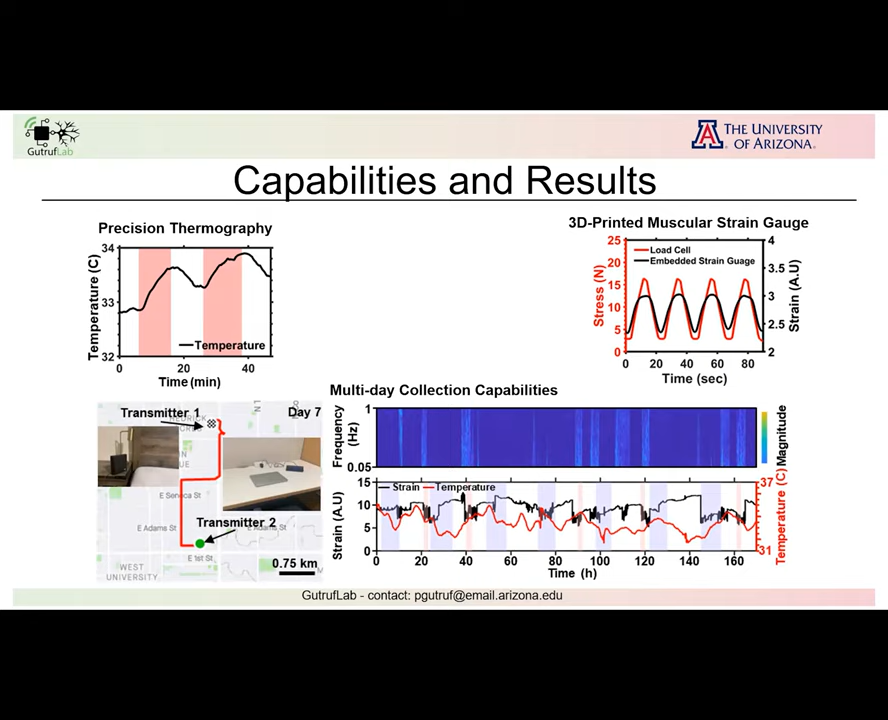 GutrufLab
THE UNIVERSITY
OF ARIZONA
Capabilities and Results
Precision Thermography
34
33
32
Temperature (C)
Temperature
0
20
40
Time (min)
3D-Printed Muscular Strain Gauge
25
20
15
10
5
0
Stress (N)
Load Cell
Embedded Strain Guage
4
3.5
3
2.5
2
Strain (A.U)
0
20
40
60
80
Time (sec)
Transmitter 1
Day 7
LN
E Seneca St
E Adams St
Adams St
Transmitter 2
E 1st St
WEST
UNIVERSITY
0.75 km
Multi-day Collection Capabilities
1
Frequency
(Hz)
0.05
Magnitude
15
10
5
0
Strain (A.U)
Strain
Temperature
37
31
Temperature (C)
0
20
40
60
80
100
120
140
160
Time (h)
GutrufLab - contact: pgutruf@email.arizona.edu